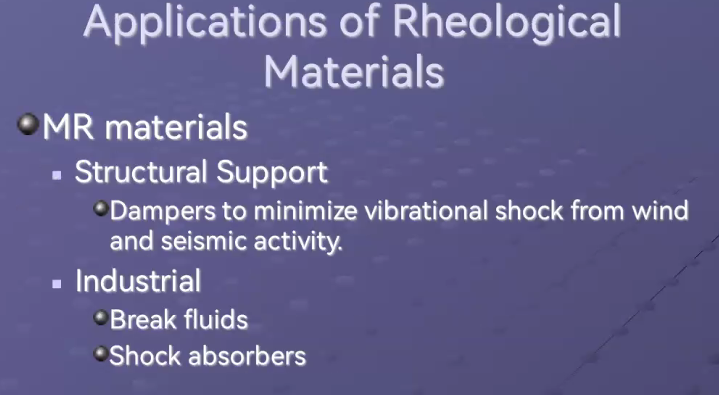 Applications of Rheological
Materials
MR materials
Structural Support
Dampers to minimize vibrational shock from wind
and seismic activity.
Industrial
Break fluids
Shock absorbers